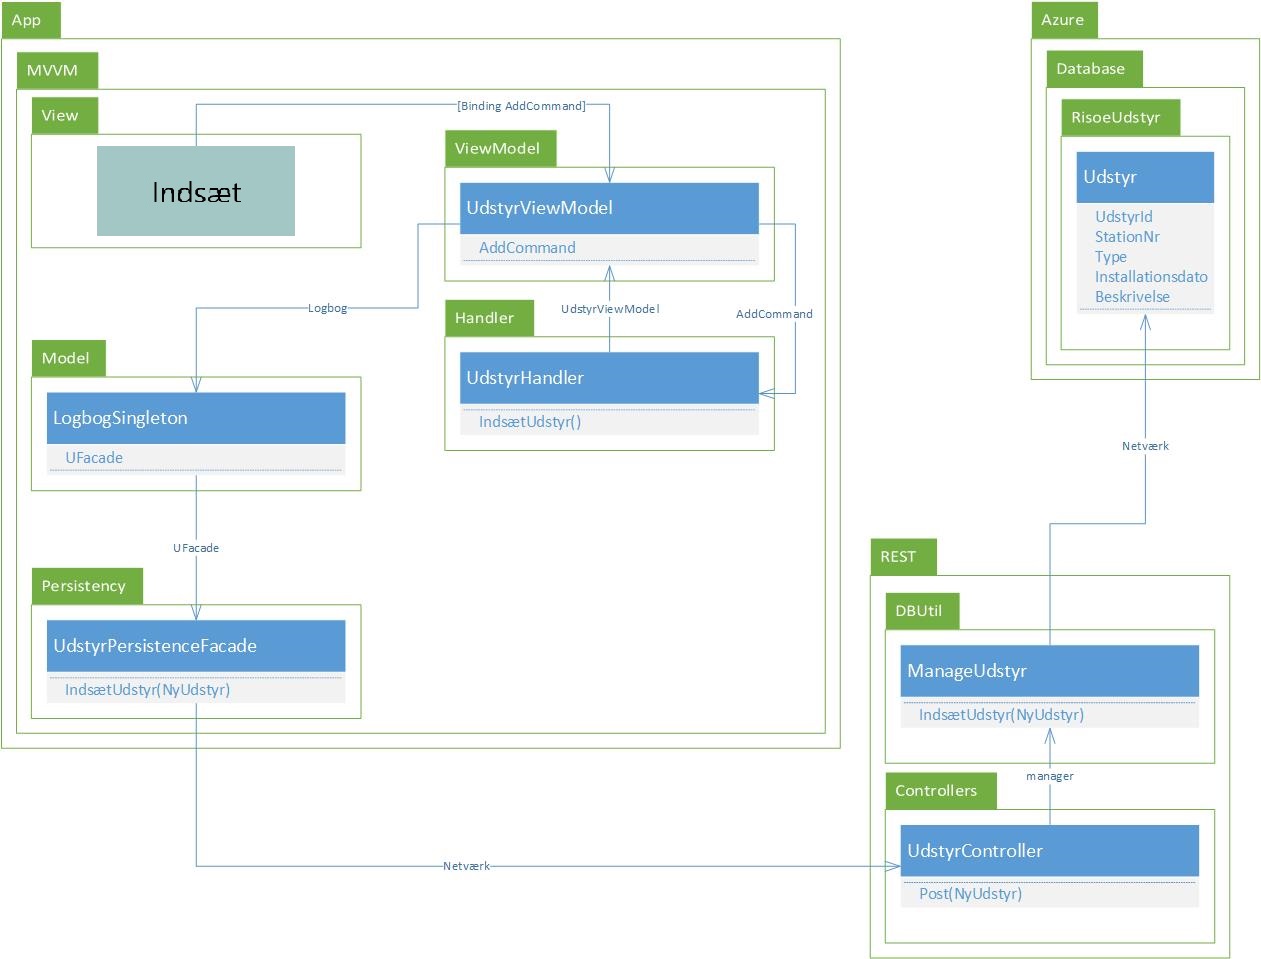 App
MVVM
View
Indsæt
[Binding AddCommand]
ViewModel
UdstyrViewModel
AddCommand
Logbog
UdstyrViewModel
AddCommand
Handler
UdstyrHandler
IndsætUdstyr()
Model
LogbogSingleton
UFacade
UFacade
Persistency
UdstyrPersistenceFacade
IndsætUdstyr(NyUdstyr)
Netværk
Azure
Database
RisoeUdstyr
Udstyr
UdstyrId
StationNr
Type
Installationsdato
Beskrivelse
Netværk
REST
DBUtil
ManageUdstyr
IndsætUdstyr(NyUdstyr)
manager
Controllers
UdstyrController
Post(NyUdstyr)